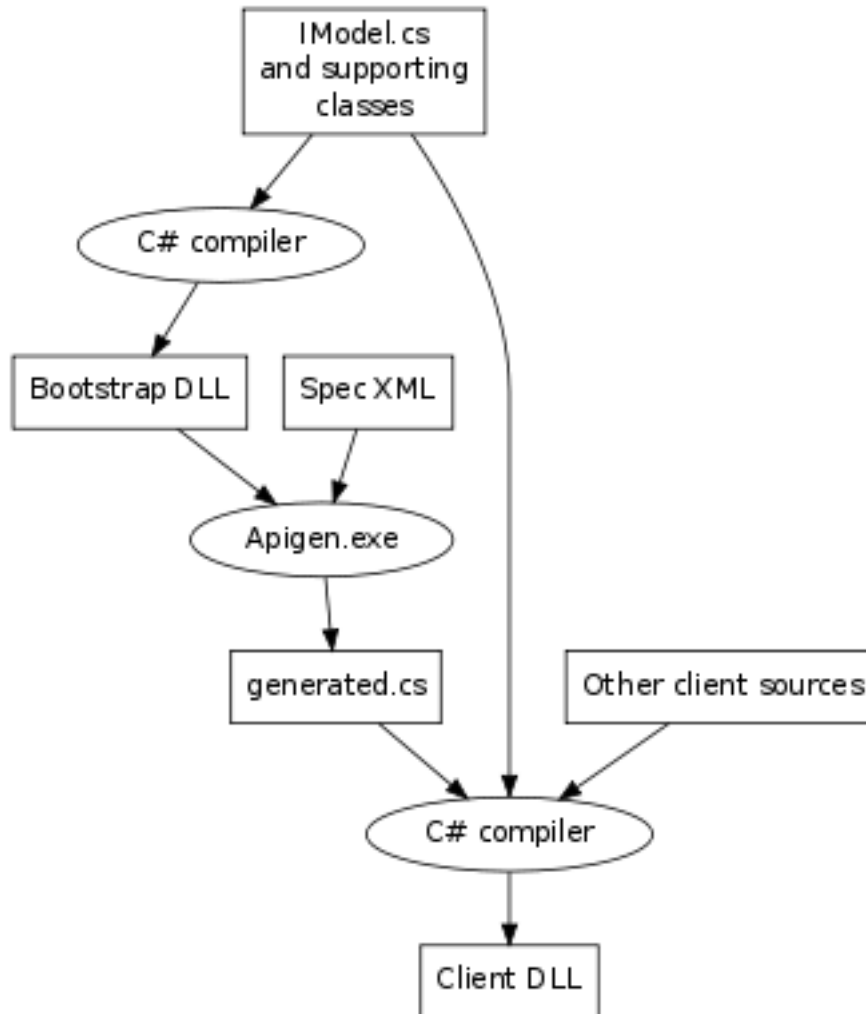 IModel.cs
and supporting
classes
C# compiler
Bootstrap DLL
Spec XML
Apigen.exe
generated.cs
Other client sources
C# compiler
Client DLL